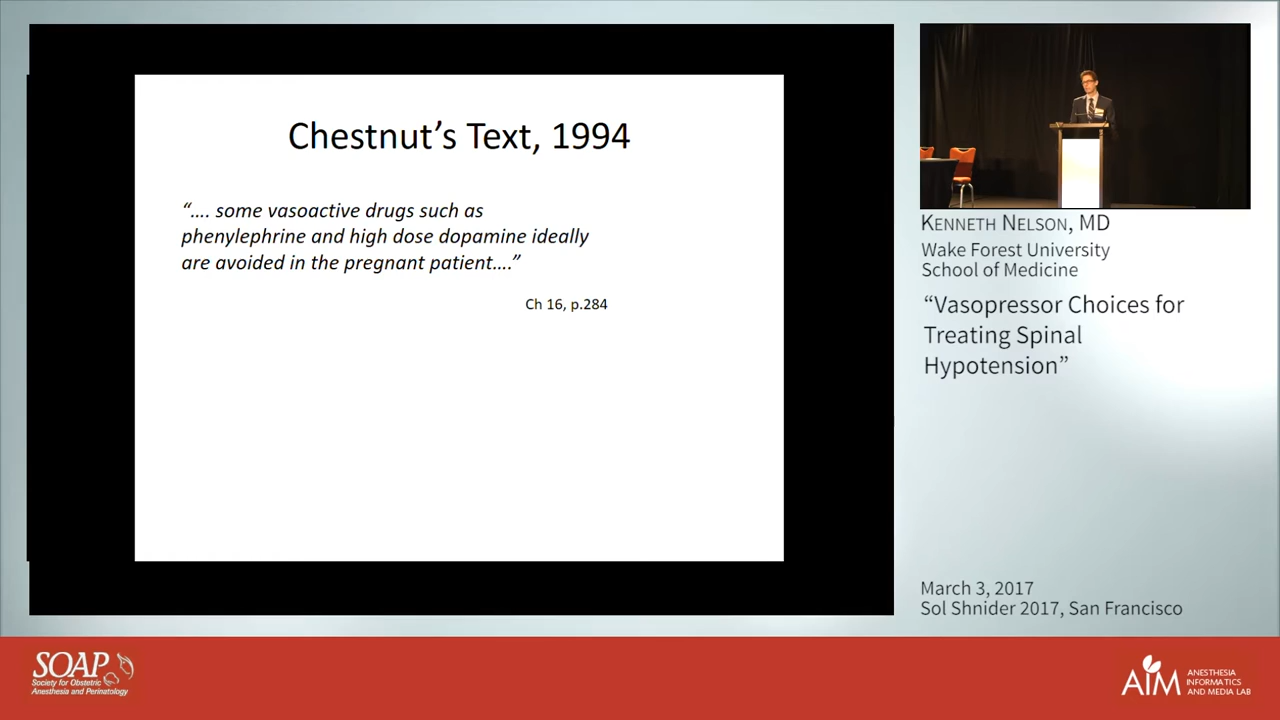 Chestnut’s Text, 1994
“…. some vasoactive drugs such as
phenylephrine and high dose dopamine ideally
are avoided in the pregnant patient….”
Ch 16, p.284
KENNETH NELSON, MD
Wake Forest University
School of Medicine
“Vasopressor Choices for
Treating Spinal
Hypotension”
March 3, 2017
Sol Shnider 2017, San Francisco
SOAP
Society for Obstetric
Anesthesia and Perinatology
AIM
ANESTHESIA
INFORMATICS
AND MEDIA LAB